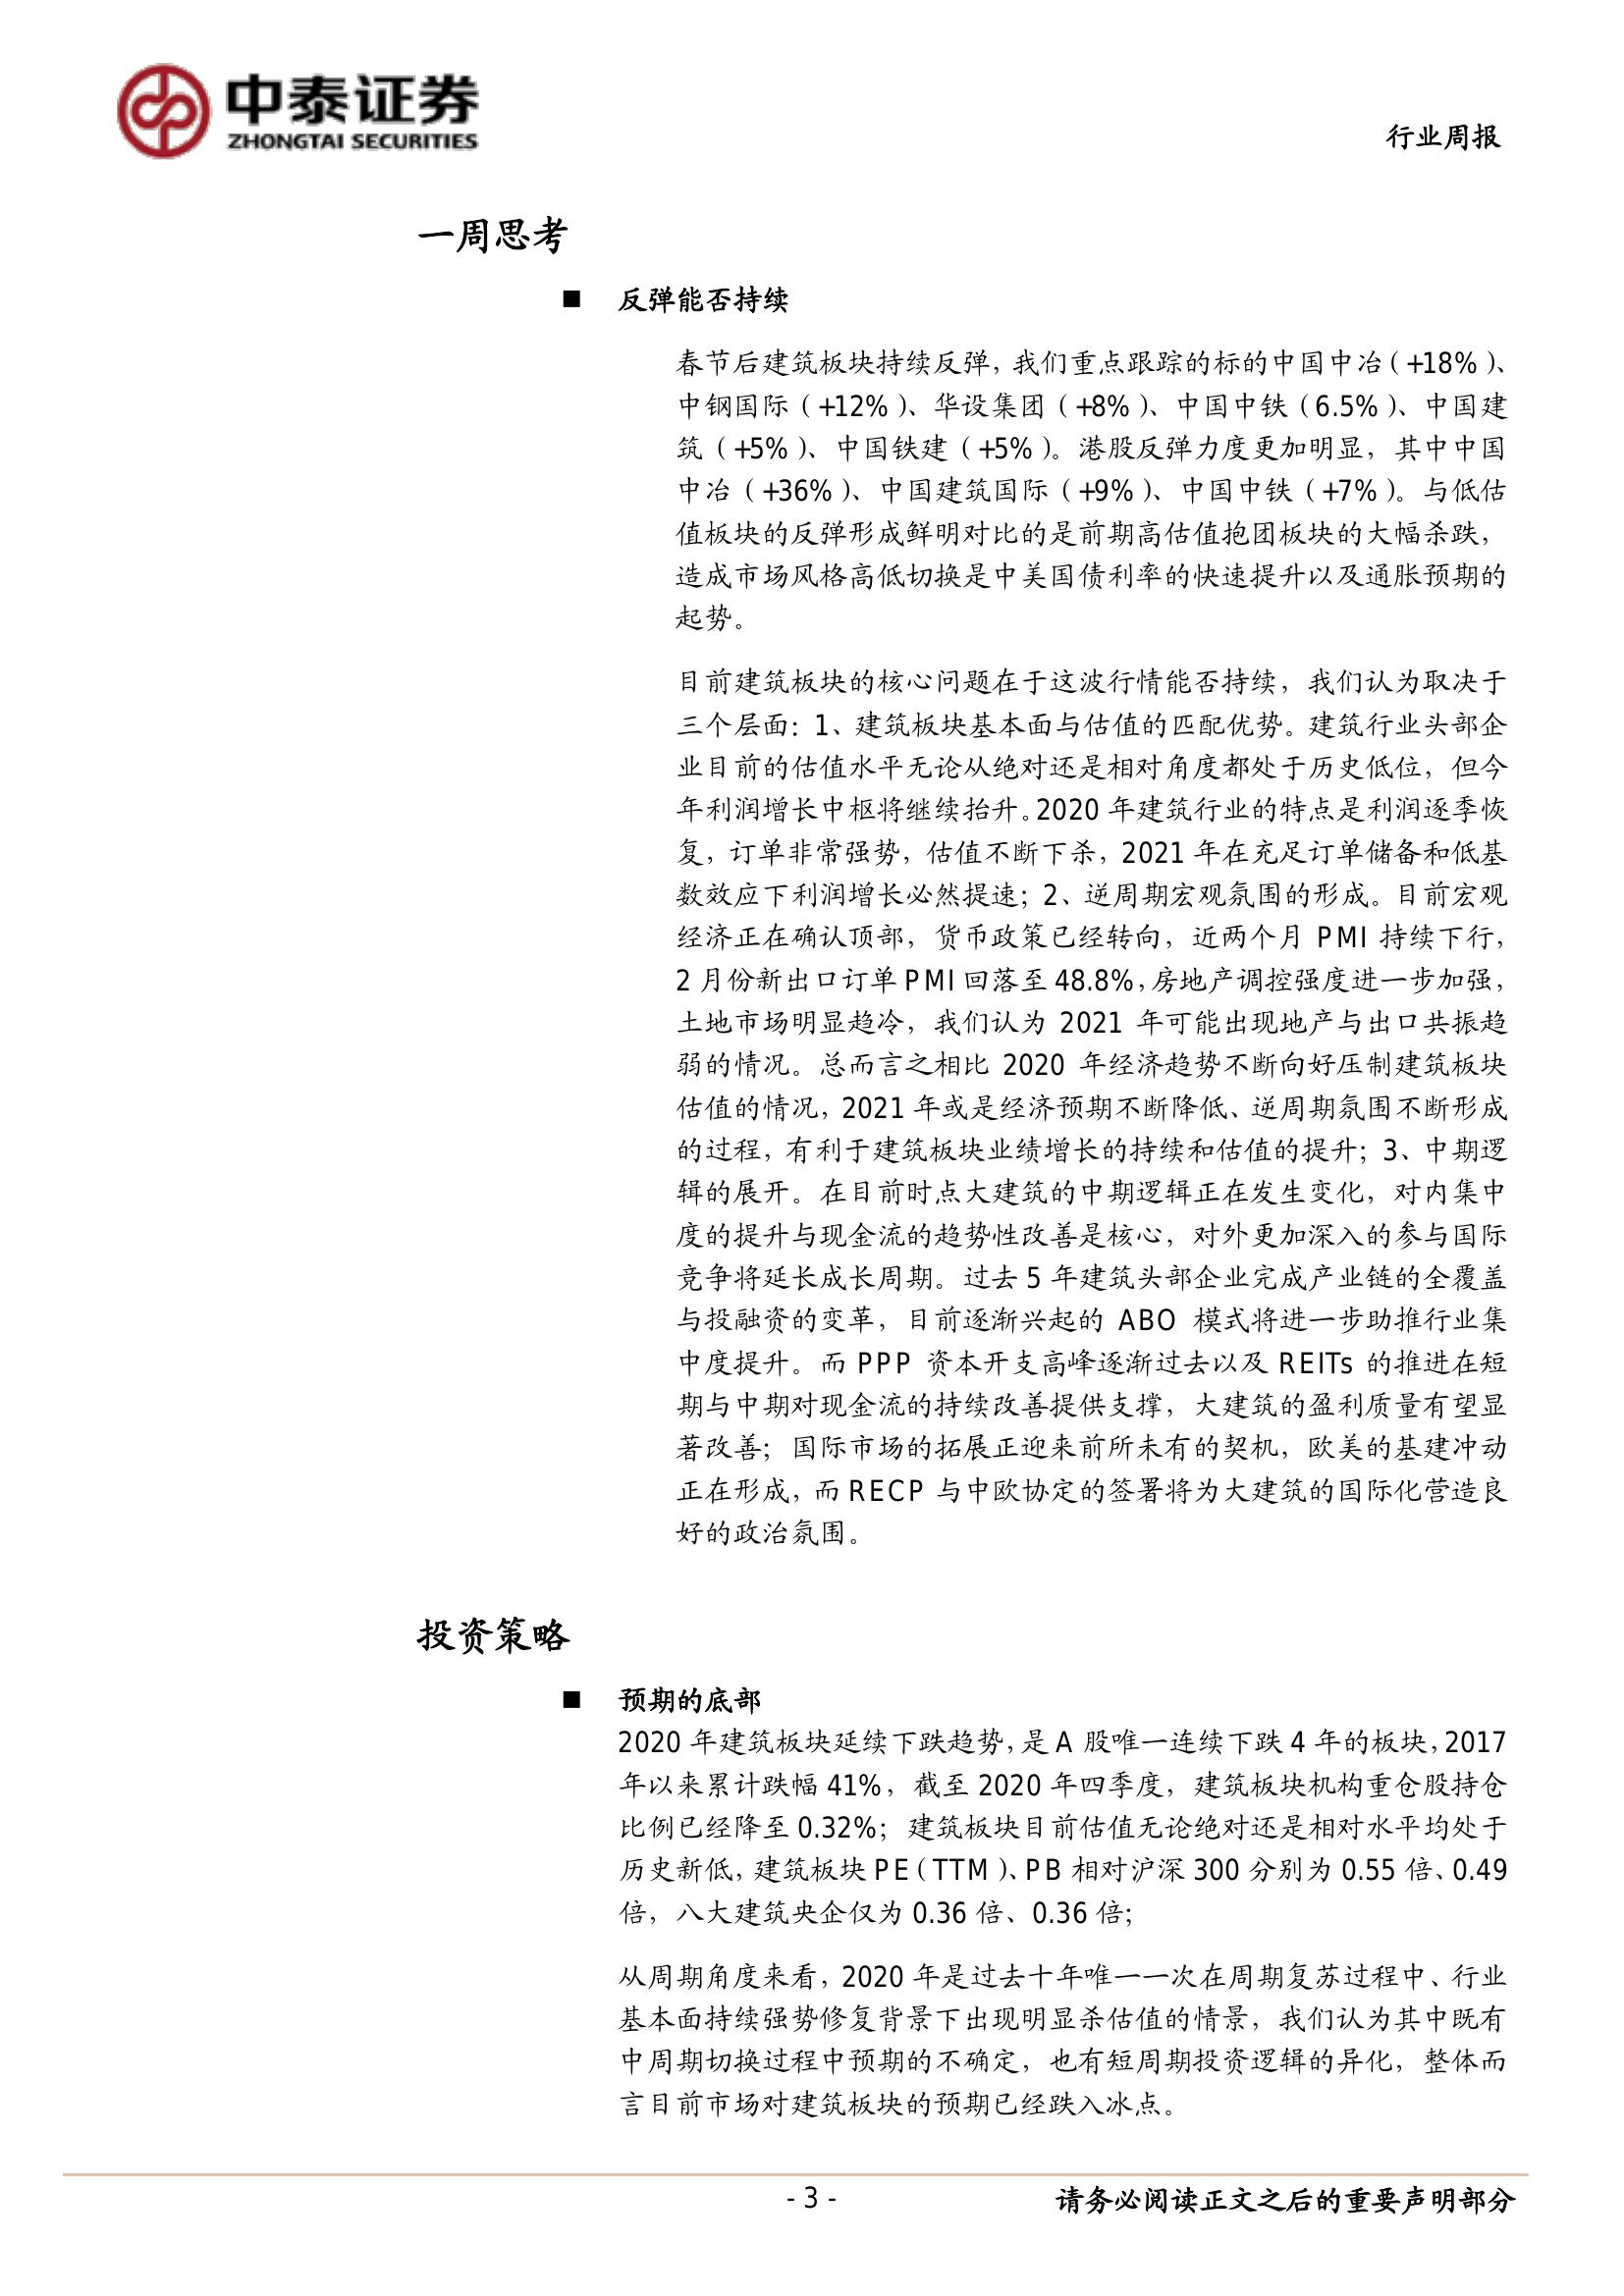 中泰证券
ZHONGTAI SECURITIES
行业周报
一周思考
■ 反弹能否持续
春节后建筑板块持续反弹，我们重点跟踪的标的中国中冶（+18%）、
中钢国际（+12%）、华设集团（+8%）、中国中铁（6.5%）、中国建
筑（+5%）、中国铁建（+5%）。港股反弹力度更加明显，其中中国
中冶（+36%）、中国建筑国际（+9%）、中国中铁（+7%）。与低估
值板块的反弹形成鲜明对比的是前期高估值抱团板块的大幅杀跌，
造成市场风格高低切换是中美国债利率的快速提升以及通胀预期的
起势。
目前建筑板块的核心问题在于这波行情能否持续，我们认为取决于
三个层面：1、建筑板块基本面与估值的匹配优势。建筑行业头部企
业目前的估值水平无论从绝对还是相对角度都处于历史低位，但今
年利润增长中枢将继续抬升。2020 年建筑行业的特点是利润逐季恢
复，订单非常强势，估值不断下杀，2021 年在充足订单储备和低基
数效应下利润增长必然提速；2、逆周期宏观氛围的形成。目前宏观
经济正在确认顶部，货币政策已经转向，近两个月 PMI 持续下行，
2 月份新出口订单 PMI 回落至 48.8%，房地产调控强度进一步加强，
土地市场明显趋冷，我们认为 2021 年可能出现地产与出口共振趋
弱的情况。总而言之相比 2020 年经济趋势不断向好压制建筑板块
估值的情况，2021 年或是经济预期不断降低、逆周期氛围不断形成
的过程，有利于建筑板块业绩增长的持续和估值的提升；3、中期逻
辑的展开。在目前时点大建筑的中期逻辑正在发生变化，对内集中
度的提升与现金流的趋势性改善是核心，对外更加深入的参与国际
竞争将延长成长周期。过去 5 年建筑头部企业完成产业链的全覆盖
与投融资的变革，目前逐渐兴起的 ABO 模式将进一步助推行业集
中度提升。而 PPP 资本开支高峰逐渐过去以及 REITs 的推进在短
期与中期对现金流的持续改善提供支撑，大建筑的盈利质量有望显
著改善；国际市场的拓展正迎来前所未有的契机，欧美的基建冲动
正在形成，而 RECP 与中欧协定的签署将为大建筑的国际化营造良
好的政治氛围。
投资策略
■ 预期的底部
2020 年建筑板块延续下跌趋势，是 A 股唯一连续下跌 4 年的板块，2017
年以来累计跌幅 41%，截至 2020 年四季度，建筑板块机构重仓股持仓
比例已经降至 0.32%；建筑板块目前估值无论绝对还是相对水平均处于
历史新低，建筑板块 PE（TTM）、PB 相对沪深 300 分别为 0.55 倍、0.49
倍，八大建筑央企仅为 0.36 倍、0.36 倍；
从周期角度来看，2020 年是过去十年唯一一次在周期复苏过程中、行业
基本面持续强势修复背景下出现明显杀估值的情景，我们认为其中既有
中周期切换过程中预期的不确定，也有短周期投资逻辑的异化，整体而
言目前市场对建筑板块的预期已经跌入冰点。
- 3 -
请务必阅读正文之后的重要声明部分